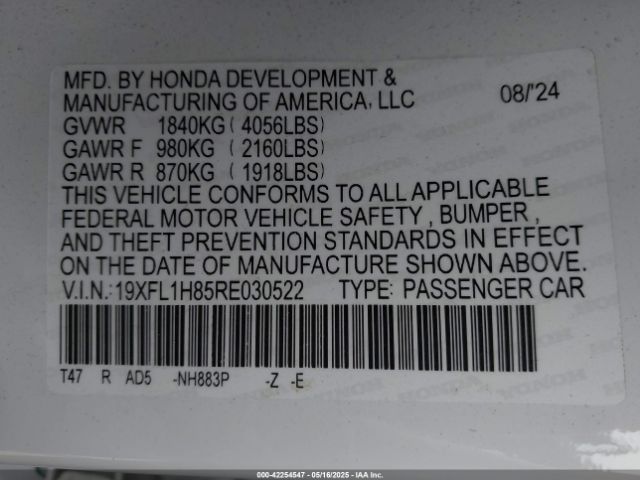 MFD. BY HONDA DEVELOPMENT &
MANUFACTURING OF AMERICA, LLC 08/'24
GVWR 1840KG ( 4056LBS)
GAWR F 980KG ( 2160LBS)
GAWR R 870KG ( 1918LBS)
THIS VEHICLE CONFORMS TO ALL APPLICABLE
FEDERAL MOTOR VEHICLE SAFETY , BUMPER ,
AND THEFT PREVENTION STANDARDS IN EFFECT
ON THE DATE OF MANUFACTURE SHOWN ABOVE.
V.I.N.:19XFL1H85RE030522 TYPE: PASSENGER CAR
T47 R AD5 -NH883P -Z -E
000-42254547 - 05/16/2025 - IAA Inc.